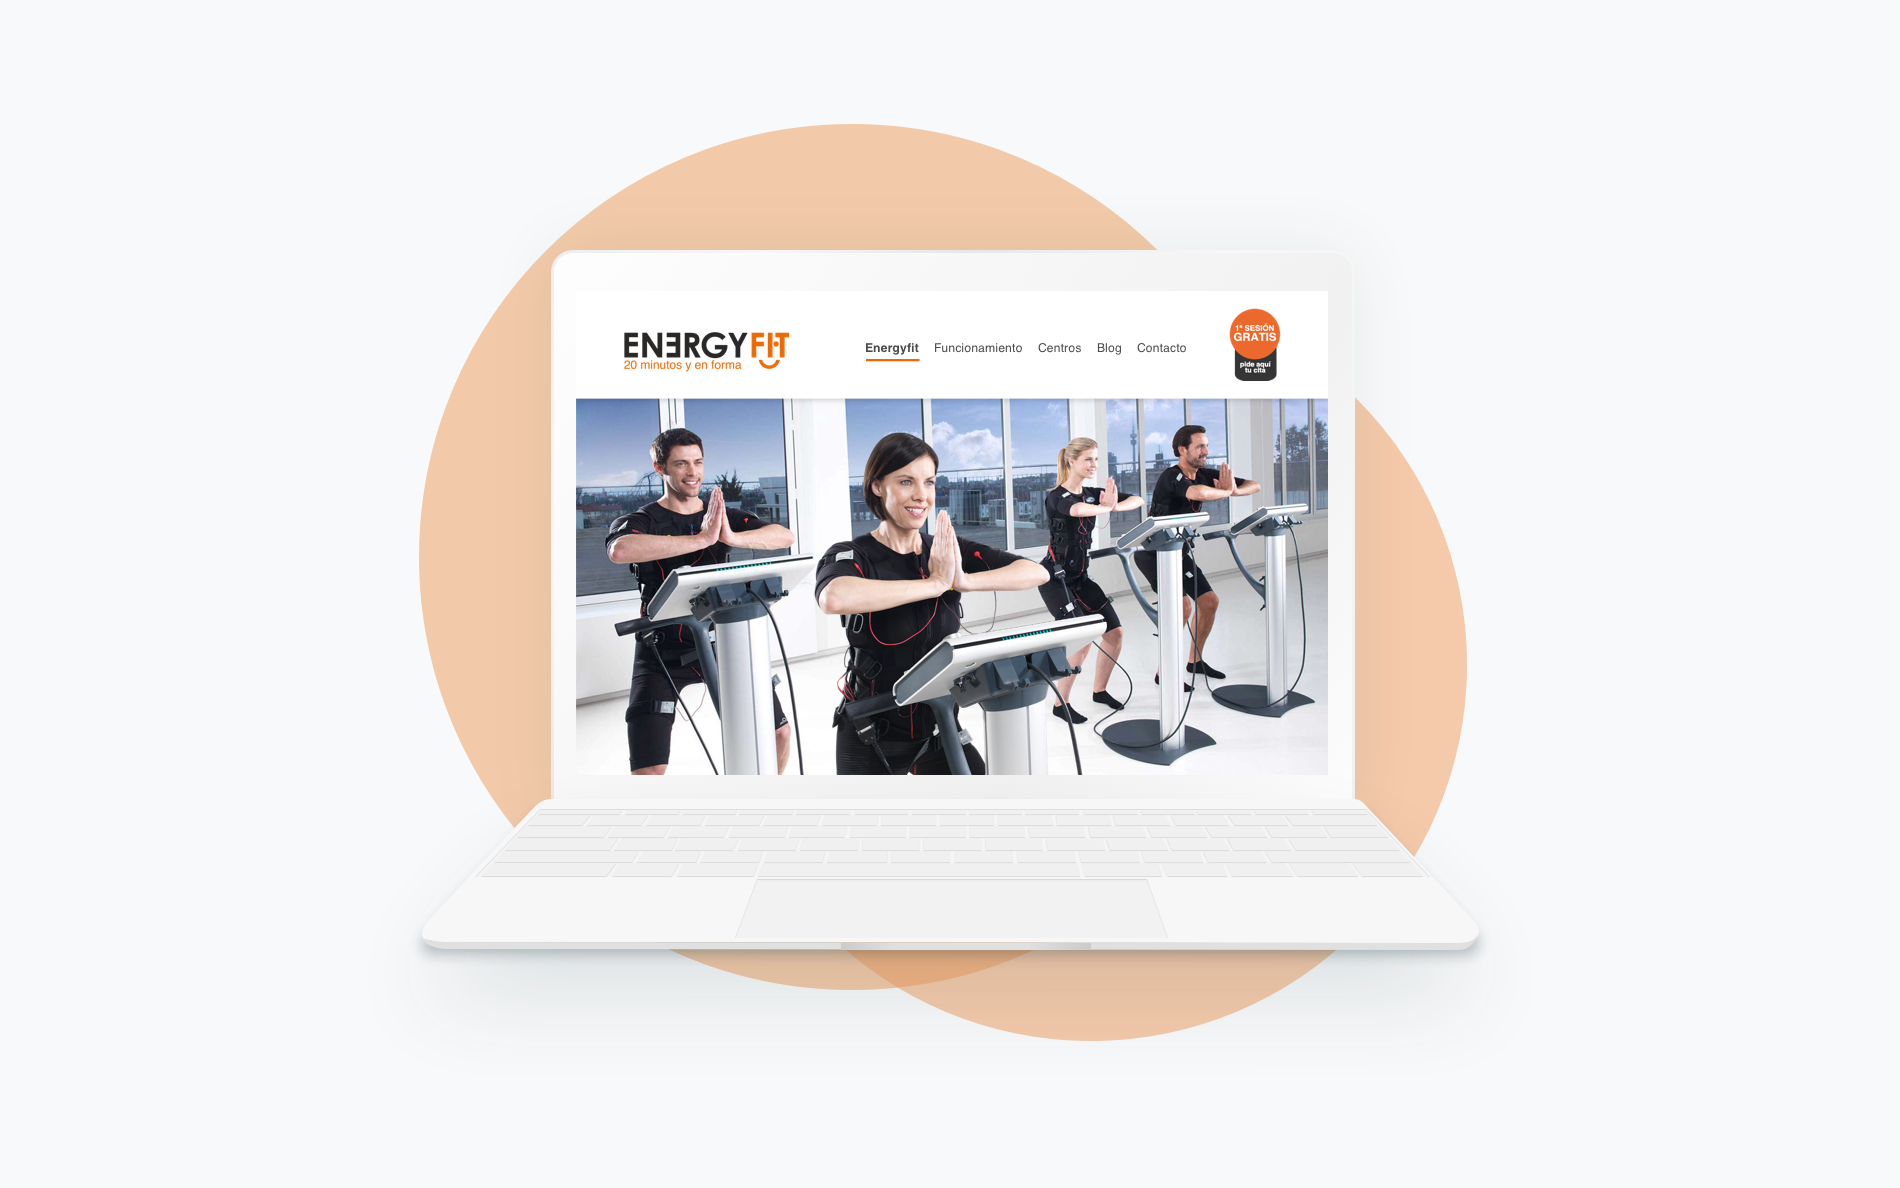 ENERGYFIT
20 minutos y en forma
Energyfit Funcionamiento Centros Blog Contacto
1ª SESIÓN
GRATIS
pide aquí
tu cita